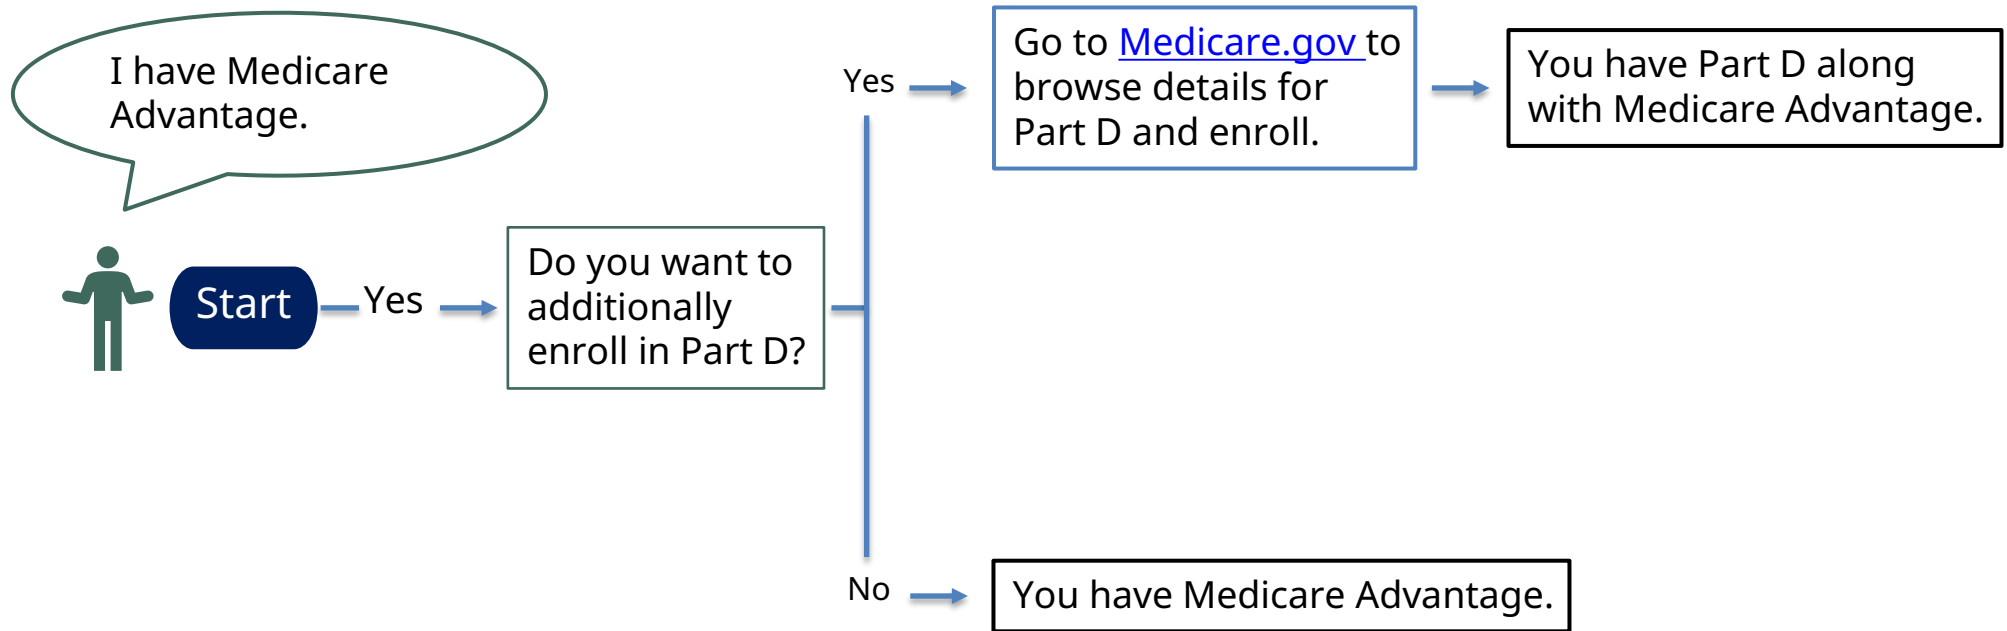 I have Medicare
Advantage.
Start
Yes
Do you want to
additionally
enroll in Part D?
Yes
Go to Medicare.gov to
browse details for
Part D and enroll.
You have Part D along
with Medicare Advantage.
No
You have Medicare Advantage.